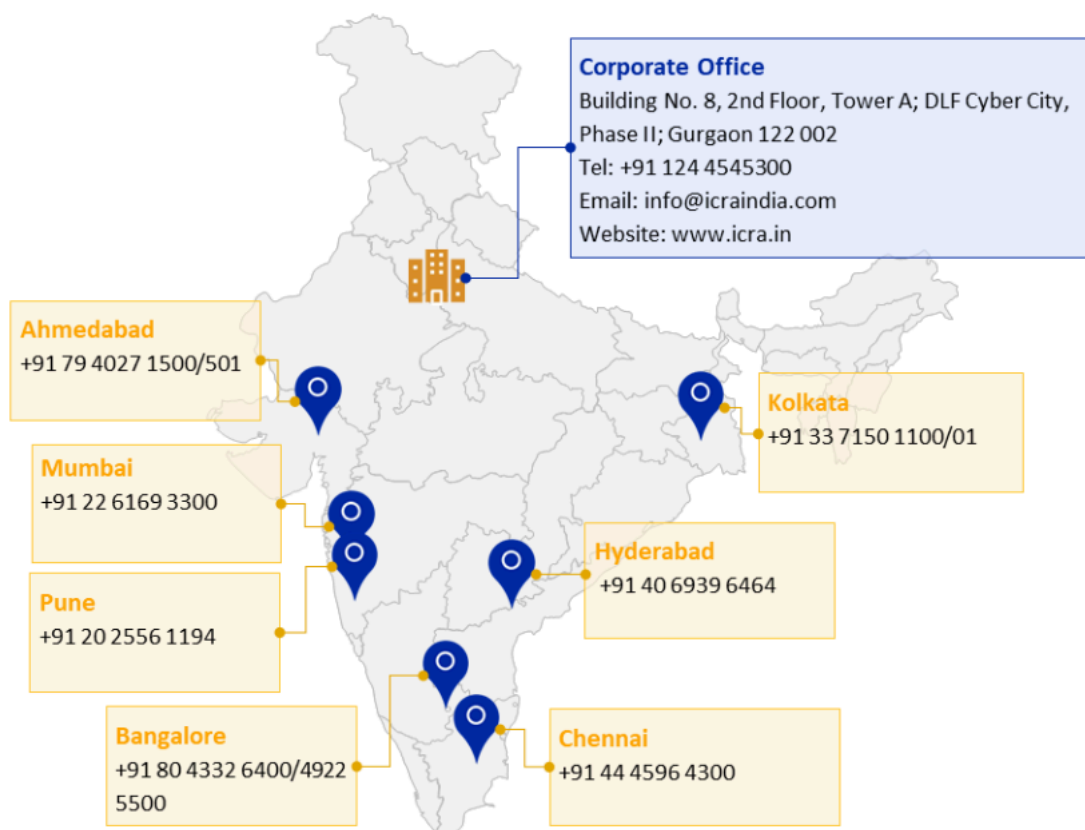 Corporate Office
Building No. 8, 2nd Floor, Tower A; DLF Cyber City,
Phase II; Gurgaon 122 002
Tel: +91 124 4545300
Email: info@icraindia.com
Website: www.icra.in
Ahmedabad
+91 79 4027 1500/501
Kolkata
+91 33 7150 1100/01
Mumbai
+91 22 6169 3300
Hyderabad
+91 40 6939 6464
Pune
+91 20 2556 1194
Bangalore
+91 80 4332 6400/4922
5500
Chennai
+91 44 4596 4300